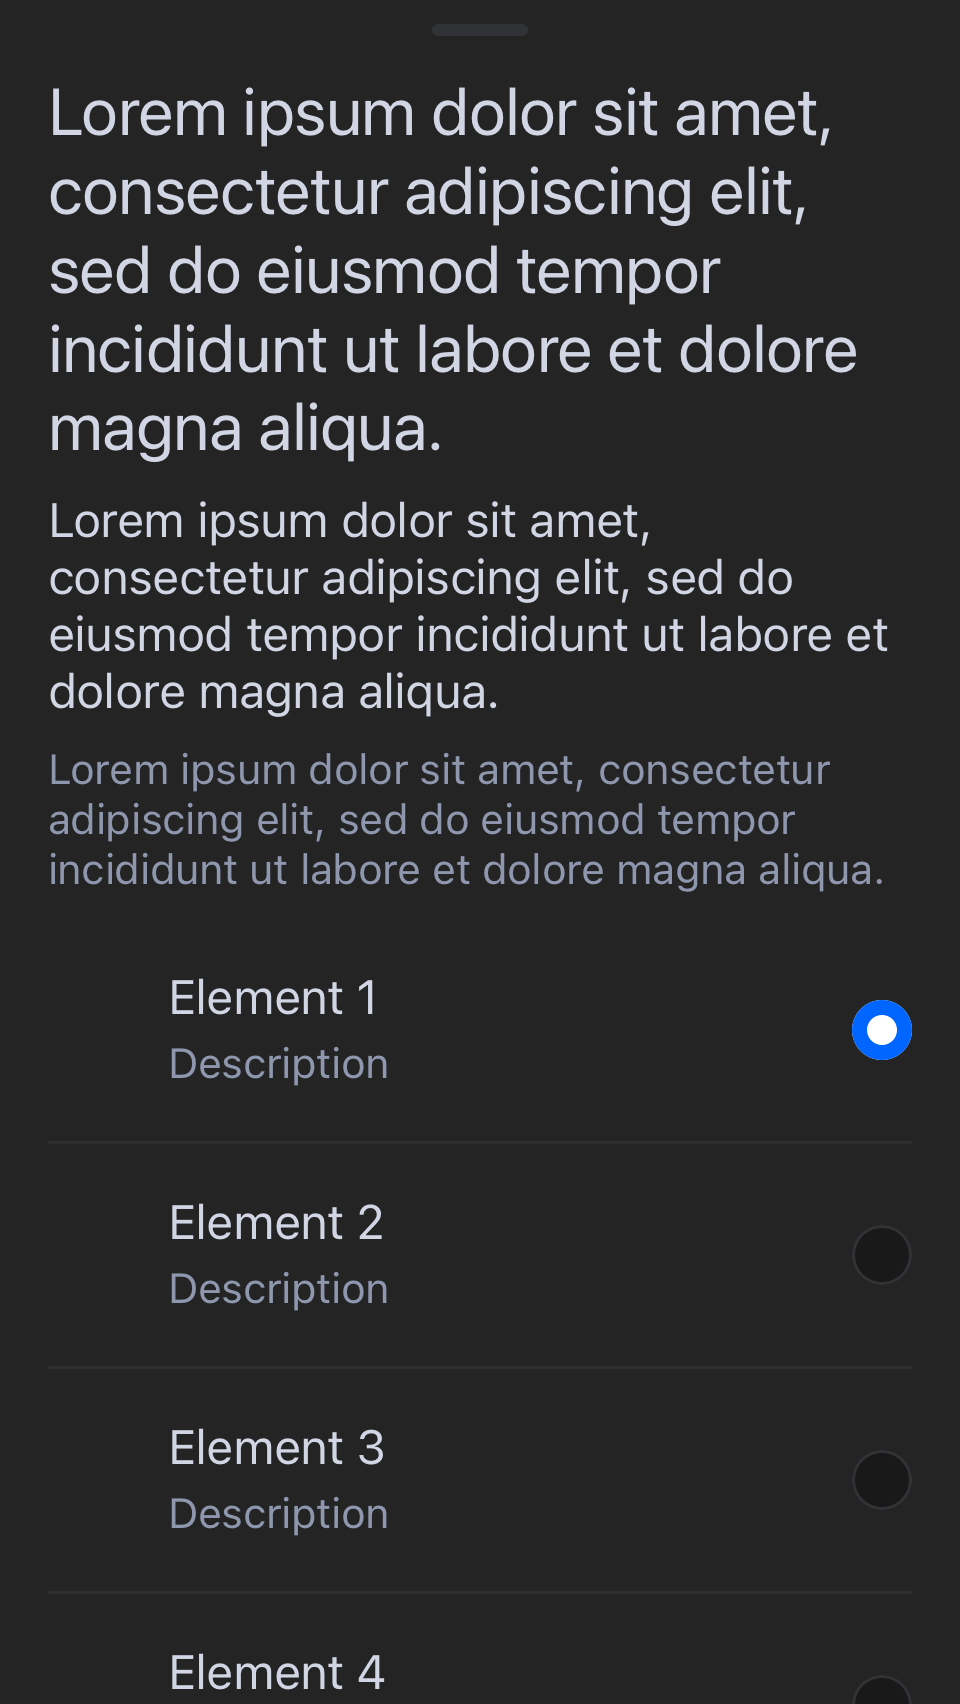 Lorem ipsum dolor sit amet,
consectetur adipiscing elit,
sed do eiusmod tempor
incididunt ut labore et dolore
magna aliqua.
Lorem ipsum dolor sit amet,
consectetur adipiscing elit, sed do
eiusmod tempor incididunt ut labore et
dolore magna aliqua.
Lorem ipsum dolor sit amet, consectetur
adipiscing elit, sed do eiusmod tempor
incididunt ut labore et dolore magna aliqua.
Element 1
Description
Element 2
Description
Element 3
Description
Element 4